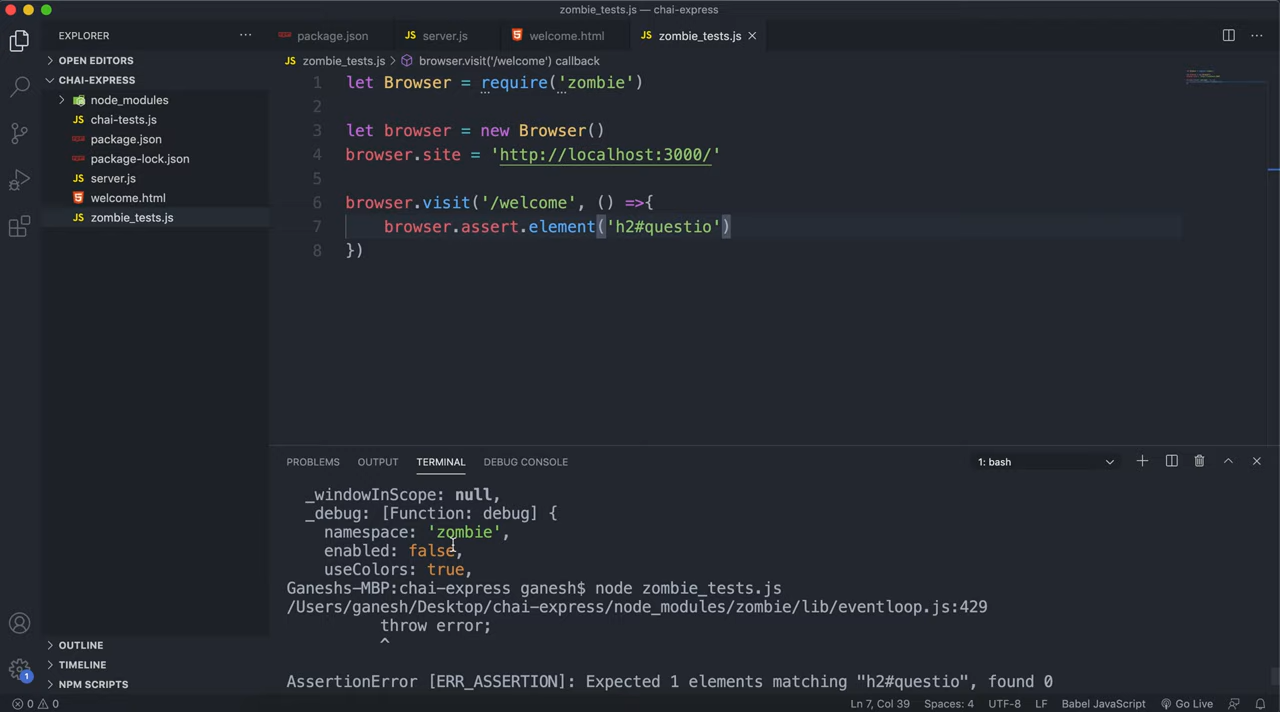 zombie_tests.js — chai-express
EXPLORER ···
package.json
JS server.js
welcome.html
JS zombie_tests.js
OPEN EDITORS
CHAI-EXPRESS
node_modules
JS chai-tests.js
package.json
package-lock.json
JS server.js
welcome.html
JS zombie_tests.js
OUTLINE
TIMELINE
NPM SCRIPTS
JS zombie_tests.js > browser.visit('/welcome') callback
1 let Browser = require('zombie')
2
3 let browser = new Browser()
4 browser.site = 'http://localhost:3000/'
5
6 browser.visit('/welcome', () =>{
7 browser.assert.element('h2#questio')
8 })
PROBLEMS OUTPUT TERMINAL DEBUG CONSOLE 1: bash
_windowInScope: null,
_debug: [Function: debug] {
namespace: 'zombie',
enabled: false,
useColors: true,
Ganeshs-MBP:chai-express ganesh$ node zombie_tests.js
/Users/ganesh/Desktop/chai-express/node_modules/zombie/lib/eventloop.js:429
throw error;
^
AssertionError [ERR_ASSERTION]: Expected 1 elements matching "h2#questio", found 0
1
0 0 Ln 7, Col 39 Spaces: 4 UTF-8 LF Babel JavaScript Go Live